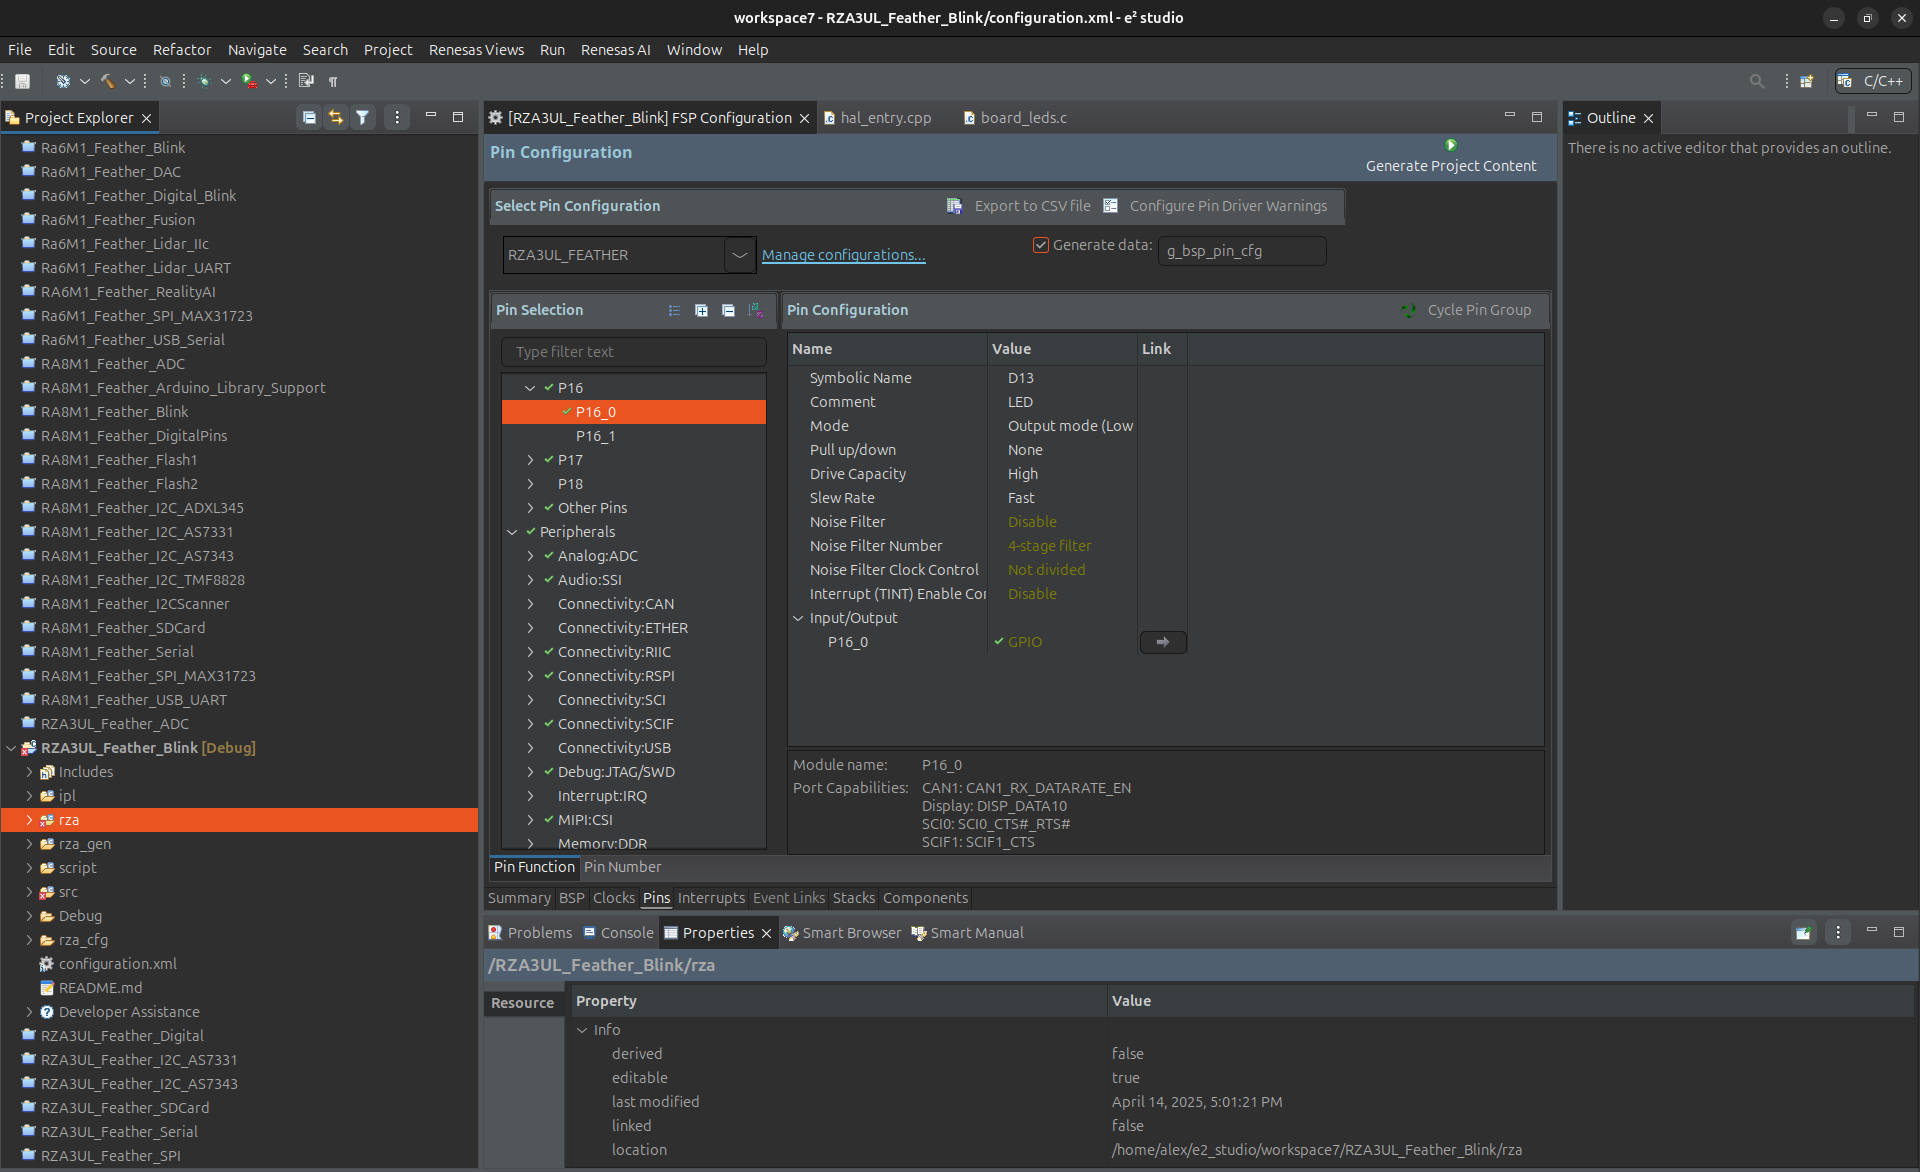 workspace7 - RZA3UL_Feather_Blink/configuration.xml - e² studio
File Edit Source Refactor Navigate Search Project Renesas Views Run Renesas AI Window Help
C/C++
Project Explorer
Ra6M1_Feather_Blink
Ra6M1_Feather_DAC
Ra6M1_Feather_Digital_Blink
Ra6M1_Feather_Fusion
Ra6M1_Feather_Lidar_IIc
Ra6M1_Feather_Lidar_UART
RA6M1_Feather_RealityAI
Ra6M1_Feather_SPI_MAX31723
Ra6M1_Feather_USB_Serial
RA8M1_Feather_ADC
RA8M1_Feather_Arduino_Library_Support
RA8M1_Feather_Blink
RA8M1_Feather_DigitalPins
RA8M1_Feather_Flash1
RA8M1_Feather_Flash2
RA8M1_Feather_I2C_ADXL345
RA8M1_Feather_I2C_AS7331
RA8M1_Feather_I2C_AS7343
RA8M1_Feather_I2C_TMF8828
RA8M1_Feather_I2CScanner
RA8M1_Feather_SDCard
RA8M1_Feather_Serial
RA8M1_Feather_SPI_MAX31723
RA8M1_Feather_USB_UART
RZA3UL_Feather_ADC
RZA3UL_Feather_Blink [Debug]
Includes
ipl
rza
rza_gen
script
src
Debug
rza_cfg
configuration.xml
README.md
Developer Assistance
RZA3UL_Feather_Digital
RZA3UL_Feather_I2C_AS7331
RZA3UL_Feather_I2C_AS7343
RZA3UL_Feather_SDCard
RZA3UL_Feather_Serial
RZA3UL_Feather_SPI
[RZA3UL_Feather_Blink] FSP Configuration
hal_entry.cpp
board_leds.c
Pin Configuration
Generate Project Content
Select Pin Configuration
Export to CSV file
Configure Pin Driver Warnings
RZA3UL_FEATHER
Manage configurations...
Generate data:
g_bsp_pin_cfg
Pin Selection
Type filter text
P16
P16_0
P16_1
P17
P18
Other Pins
Peripherals
Analog:ADC
Audio:SSI
Connectivity:CAN
Connectivity:ETHER
Connectivity:RIIC
Connectivity:RSPI
Connectivity:SCI
Connectivity:SCIF
Connectivity:USB
Debug:JTAG/SWD
Interrupt:IRQ
MIPI:CSI
Memory:DDR
Pin Configuration
Cycle Pin Group
Name Value Link
Symbolic Name D13
Comment LED
Mode Output mode (Low
Pull up/down None
Drive Capacity High
Slew Rate Fast
Noise Filter Disable
Noise Filter Number 4-stage filter
Noise Filter Clock Control Not divided
Interrupt (TINT) Enable Cor Disable
Input/Output
P16_0 GPIO
Module name: P16_0
Port Capabilities: CAN1: CAN1_RX_DATARATE_EN
Display: DISP_DATA10
SCI0: SCI0_CTS#_RTS#
SCIF1: SCIF1_CTS
Pin Function Pin Number
Summary BSP Clocks Pins Interrupts Event Links Stacks Components
Outline
There is no active editor that provides an outline.
Problems Console Properties Smart Browser Smart Manual
/RZA3UL_Feather_Blink/rza
Resource
Property Value
Info
derived false
editable true
last modified April 14, 2025, 5:01:21 PM
linked false
location /home/alex/e2_studio/workspace7/RZA3UL_Feather_Blink/rza